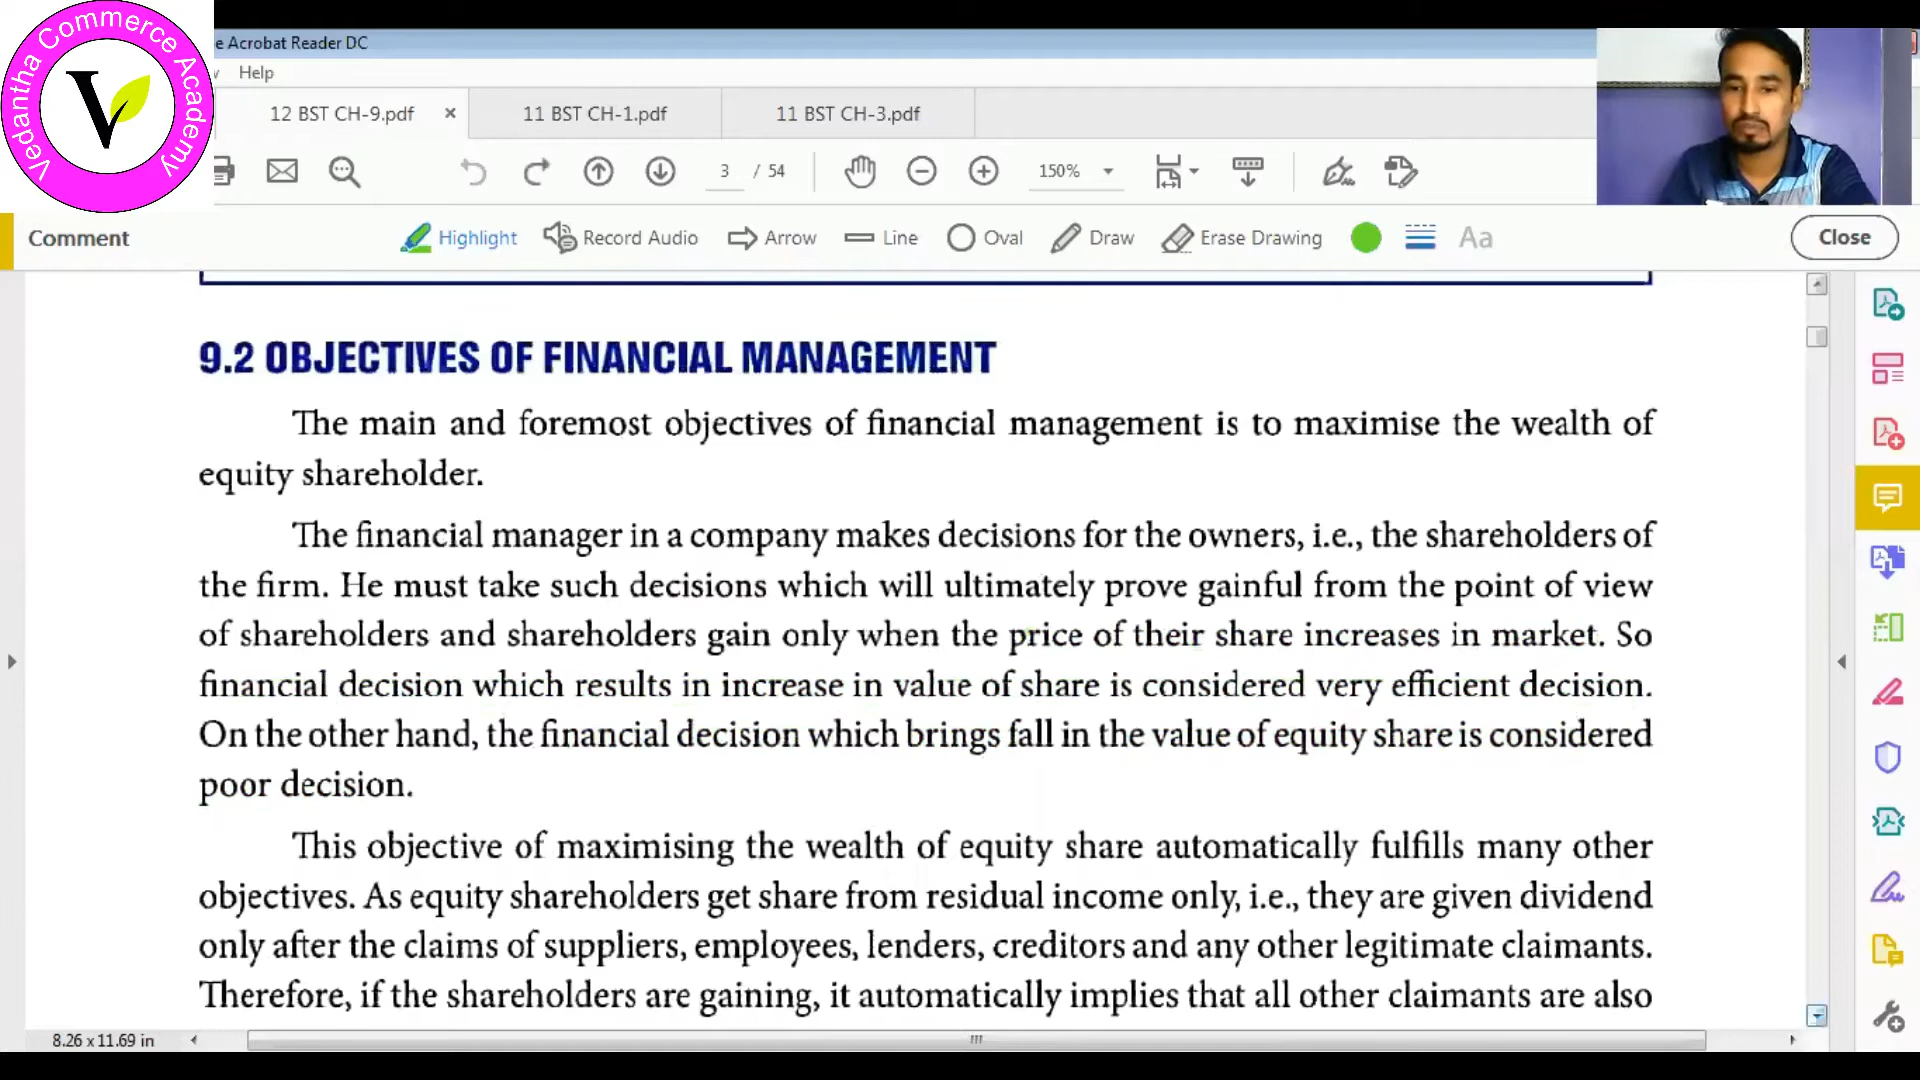 Vedantha Commerce Academy
V
e Acrobat Reader DC
Help
12 BST CH-9.pdf × 11 BST CH-1.pdf 11 BST CH-3.pdf
3 / 54 150%
Comment Highlight Record Audio Arrow Line Oval Draw Erase Drawing Aa Close
9.2 OBJECTIVES OF FINANCIAL MANAGEMENT
The main and foremost objectives of financial management is to maximise the wealth of
equity shareholder.
The financial manager in a company makes decisions for the owners, i.e., the shareholders of
the firm. He must take such decisions which will ultimately prove gainful from the point of view
of shareholders and shareholders gain only when the price of their share increases in market. So
financial decision which results in increase in value of share is considered very efficient decision.
On the other hand, the financial decision which brings fall in the value of equity share is considered
poor decision.
This objective of maximising the wealth of equity share automatically fulfills many other
objectives. As equity shareholders get share from residual income only, i.e., they are given dividend
only after the claims of suppliers, employees, lenders, creditors and any other legitimate claimants.
Therefore, if the shareholders are gaining, it automatically implies that all other claimants are also
8.26 x 11.69 in